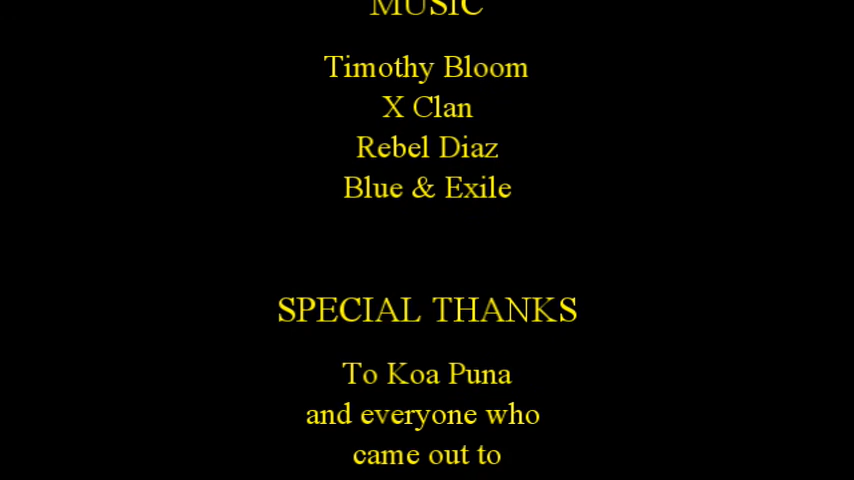 MUSIC
Timothy Bloom
X Clan
Rebel Diaz
Blue & Exile
SPECIAL THANKS
To Koa Puna
and everyone who
came out to